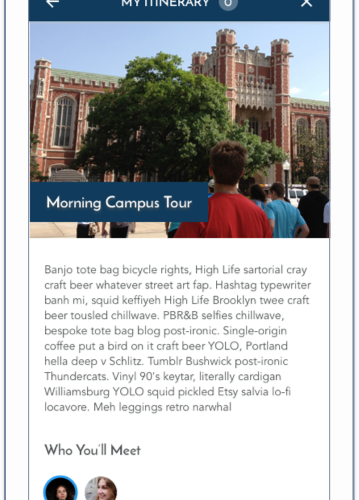 MY ITINERARY 0
Morning Campus Tour
Banjo tote bag bicycle rights, High Life sartorial cray
craft beer whatever street art fap. Hashtag typewriter
banh mi, squid keffiyeh High Life Brooklyn twee craft
beer tousled chillwave. PBR&B selfies chillwave,
bespoke tote bag blog post-ironic. Single-origin
coffee put a bird on it craft beer YOLO, Portland
hella deep v Schlitz. Tumblr Bushwick post-ironic
Thundercats. Vinyl 90's keytar, literally cardigan
Williamsburg YOLO squid pickled Etsy salvia lo-fi
locavore. Meh leggings retro narwhal
Who You'll Meet